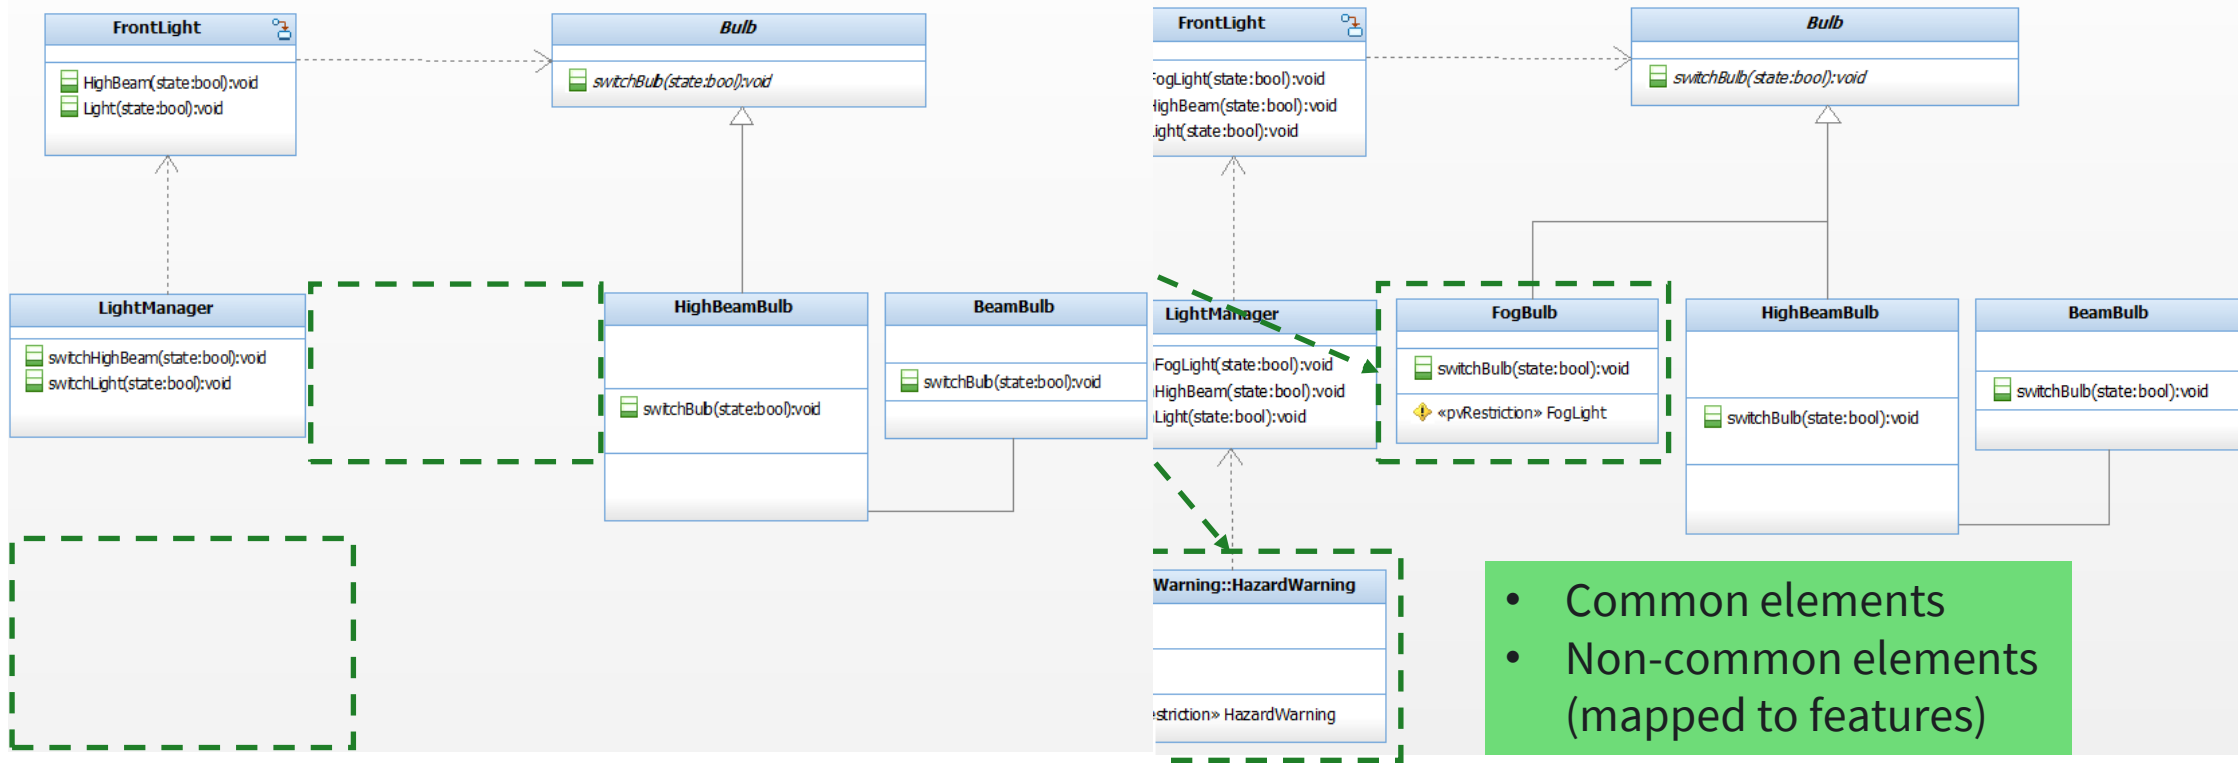 FrontLight
HighBeam(state:bool):void
Light(state:bool):void
Bulb
switchBulb(state:bool):void
LightManager
switchHighBeam(state:bool):void
switchLight(state:bool):void
HighBeamBulb
switchBulb(state:bool):void
BeamBulb
switchBulb(state:bool):void
FrontLight
FogLight(state:bool):void
HighBeam(state:bool):void
Light(state:bool):void
Bulb
switchBulb(state:bool):void
LightManager
FogLight(state:bool):void
HighBeam(state:bool):void
Light(state:bool):void
FogBulb
switchBulb(state:bool):void
«pvRestriction» FogLight
HighBeamBulb
switchBulb(state:bool):void
BeamBulb
switchBulb(state:bool):void
Warning::HazardWarning
estriction» HazardWarning
• Common elements
• Non-common elements
(mapped to features)